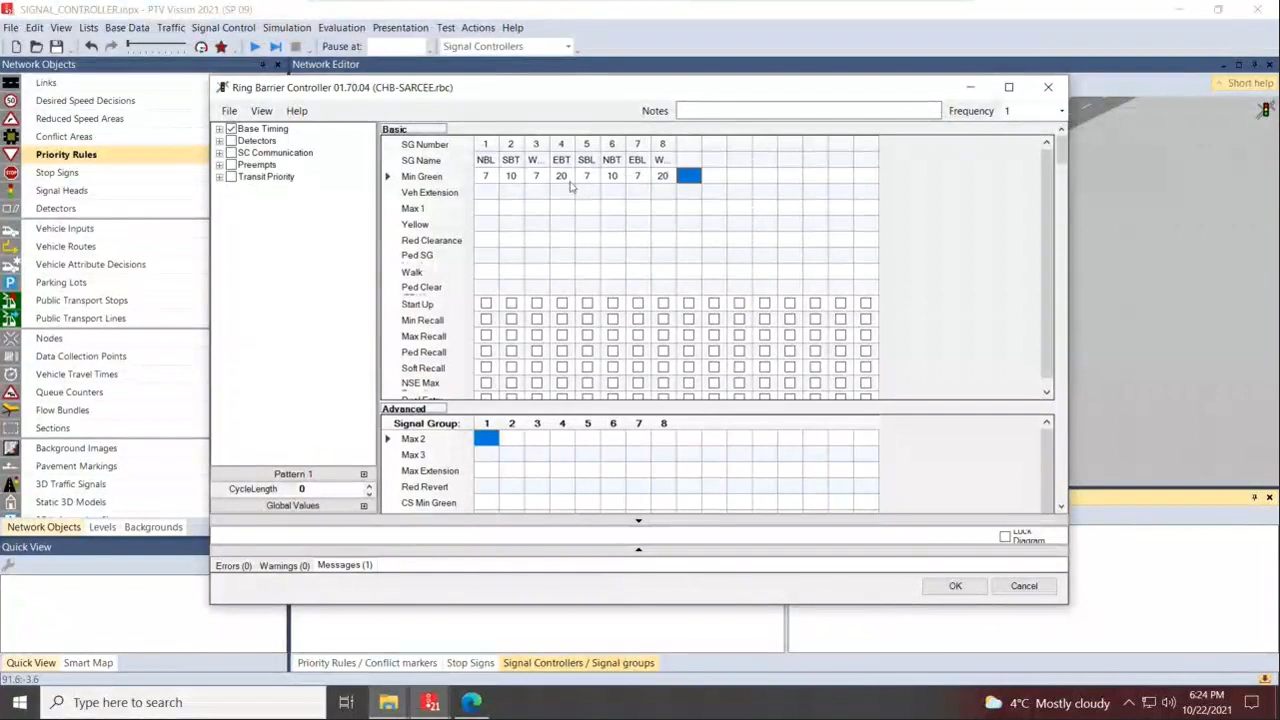 SIGNAL_CONTROLLER.inpx - PTV Vissim 2021 (SP 09)
File Edit View Lists Base Data Traffic Signal Control Simulation Evaluation Presentation Test Actions Help
Pause at: Signal Controllers
Network Objects
Network Editor
Short help
Links
Desired Speed Decisions
Reduced Speed Areas
Conflict Areas
Priority Rules
Stop Signs
Signal Heads
Detectors
Vehicle Inputs
Vehicle Routes
Vehicle Attribute Decisions
Parking Lots
Public Transport Stops
Public Transport Lines
Nodes
Data Collection Points
Vehicle Travel Times
Queue Counters
Flow Bundles
Sections
Background Images
Pavement Markings
3D Traffic Signals
Static 3D Models
Network Objects Levels Backgrounds
Quick View
Quick View Smart Map
Ring Barrier Controller 01.70.04 (CHB-SARCEE.rbc)
File View Help Notes Frequency 1
Base Timing
Detectors
SC Communication
Preempts
Transit Priority
Pattern 1
CycleLength 0
Global Values
Basic
SG Number 1 2 3 4 5 6 7 8
SG Name NBL SBT W... EBT SBL NBT EBL W...
Min Green 7 10 7 20 7 10 7 20
Veh Extension
Max 1
Yellow
Red Clearance
Ped SG
Walk
Ped Clear
Start Up
Min Recall
Max Recall
Ped Recall
Soft Recall
NSE Max
Dual Entry
Advanced
Signal Group: 1 2 3 4 5 6 7 8
Max 2
Max 3
Max Extension
Red Revert
CS Min Green
Lock
Diagram
Errors (0) Warnings (0) Messages (1)
OK Cancel
Priority Rules / Conflict markers Stop Signs Signal Controllers / Signal groups
91.6:-3.6
Type here to search
4°C Mostly cloudy
6:24 PM
10/22/2021